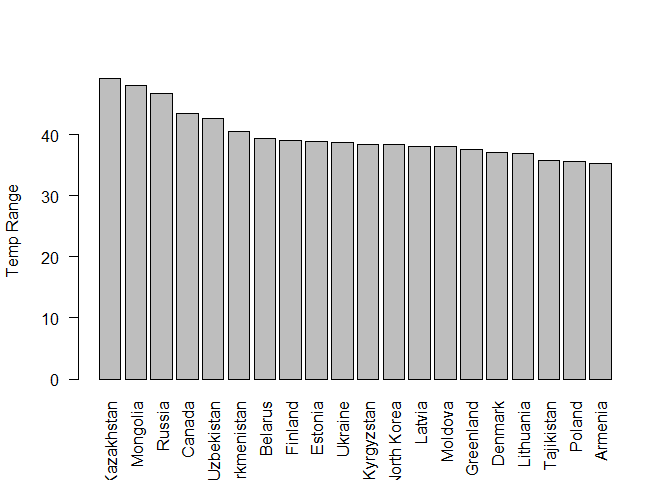 Temp Range
40
30
20
10
0
Kazakhstan
Mongolia
Russia
Canada
Uzbekistan
rkmenistan
Belarus
Finland
Estonia
Ukraine
Kyrgyzstan
North Korea
Latvia
Moldova
Greenland
Denmark
Lithuania
Tajikistan
Poland
Armenia